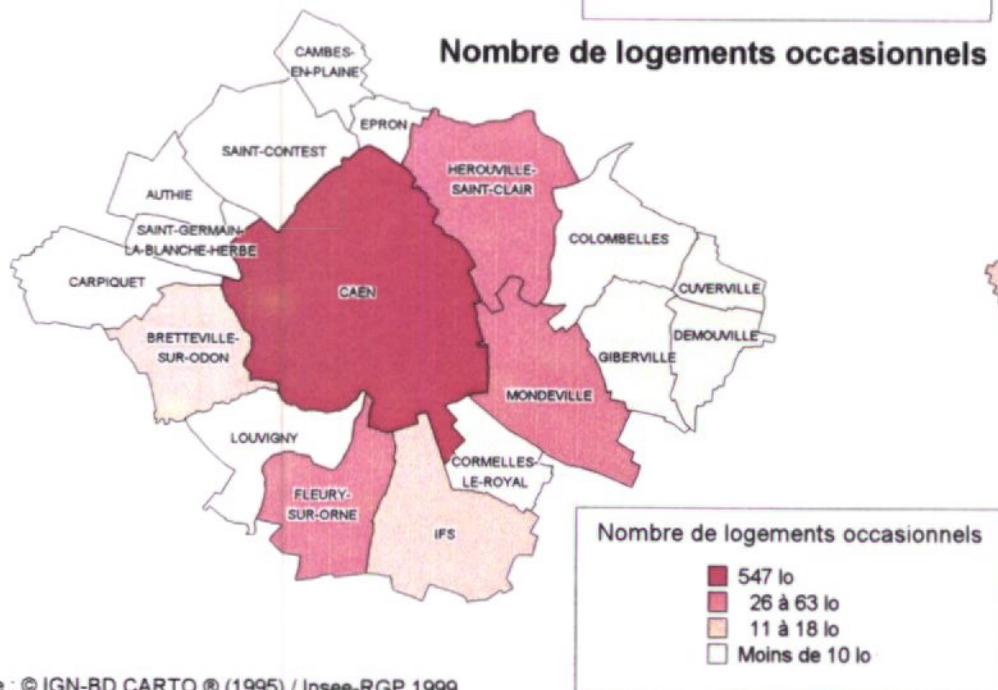 Nombre de logements occasionnels
CAMBES-
EN-PLAINE
EPRON
SAINT-CONTEST
HEROUVILLE-
SAINT-CLAIR
AUTHIE
SAINT-GERMAIN-
LA-BLANCHE-HERBE
COLOMBELLES
CARPIQUET
CAEN
CUVERVILLE
BRETTEVILLE-
SUR-ODON
DEMOUVILLE
GIBERVILLE
MONDEVILLE
LOUVIGNY
CORMELLES-
LE-ROYAL
FLEURY-
SUR-ORNE
IFS
Nombre de logements occasionnels
547 lo
26 à 63 lo
11 à 18 lo
Moins de 10 lo
: © IGN-BD CARTO ® (1995) / Insee-RGP 1999